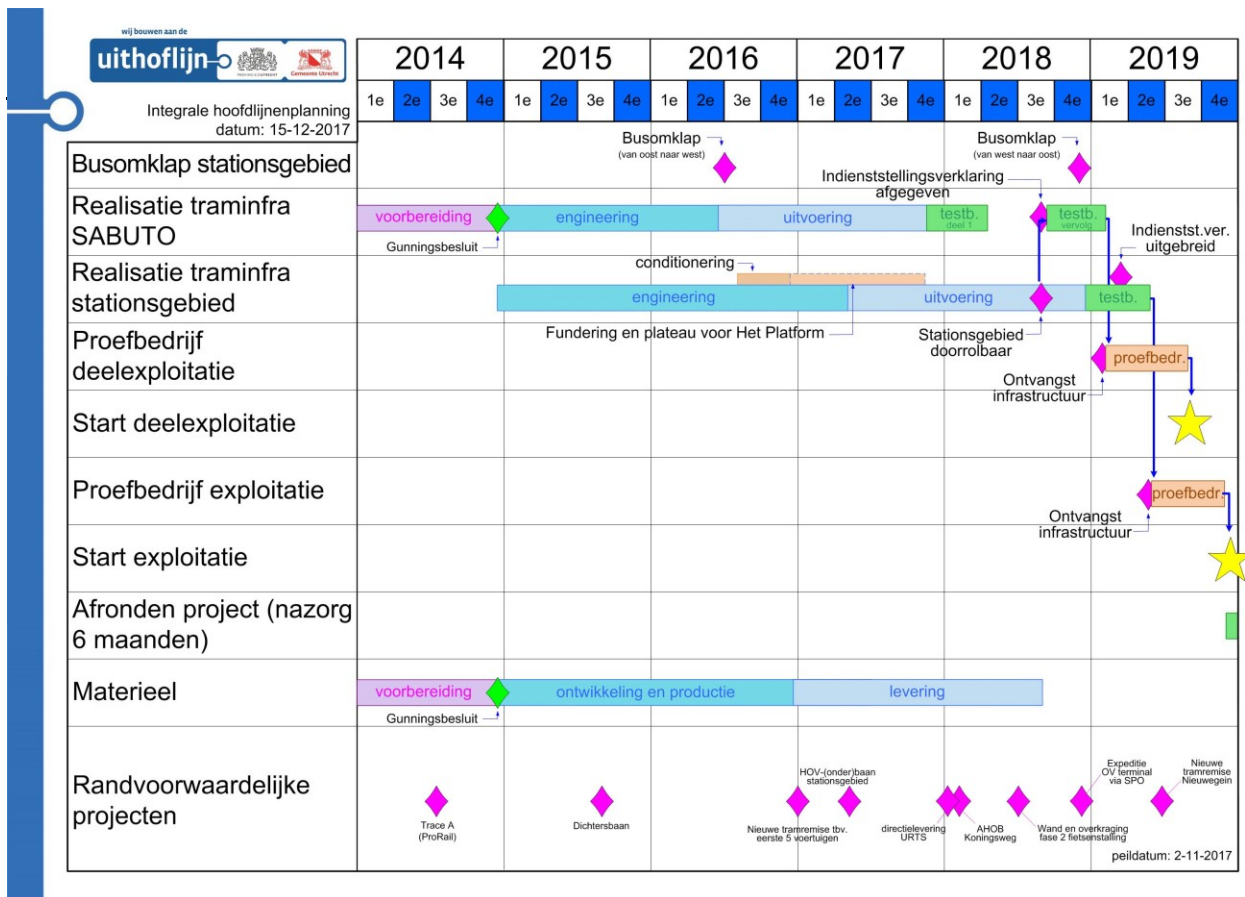 wij bouwen aan de
uithoflijn
PROVINCIE UTRECHT
Gemeente Utrecht
Integrale hoofdlijnenplanning
datum: 15-12-2017
2014 2015 2016 2017 2018 2019
1e 2e 3e 4e 1e 2e 3e 4e 1e 2e 3e 4e 1e 2e 3e 4e 1e 2e 3e 4e 1e 2e 3e 4e
Busomklap stationsgebied
Busomklap
(van oost naar west)
Busomklap
(van west naar oost)
Realisatie traminfra
SABUTO
voorbereiding
Gunningsbesluit
engineering
uitvoering
testb.
deel 1
Indienststellingsverklaring
afgegeven
testb.
vervolg
Indienstst.ver.
uitgebreid
Realisatie traminfra
stationsgebied
conditionering
engineering
uitvoering
testb.
Fundering en plateau voor Het Platform
Stationsgebied
doorrolbaar
Proefbedrijf
deelexploitatie
proefbedr.
Ontvangst
infrastructuur
Start deelexploitatie
Proefbedrijf exploitatie
proefbedr.
Ontvangst
infrastructuur
Start exploitatie
Afronden project (nazorg
6 maanden)
Materieel
voorbereiding
Gunningsbesluit
ontwikkeling en productie
levering
Randvoorwaardelijke
projecten
Trace A
(ProRail)
Dichtersbaan
Nieuwe tramremise tbv.
eerste 5 voertuigen
HOV-(onder)baan
stationsgebied
directielevering
URTS
AHOB
Koningsweg
Wand en overkraging
fase 2 fietsenstalling
Expeditie
OV terminal
via SPO
Nieuwe
tramremise
Nieuwegein
peildatum: 2-11-2017